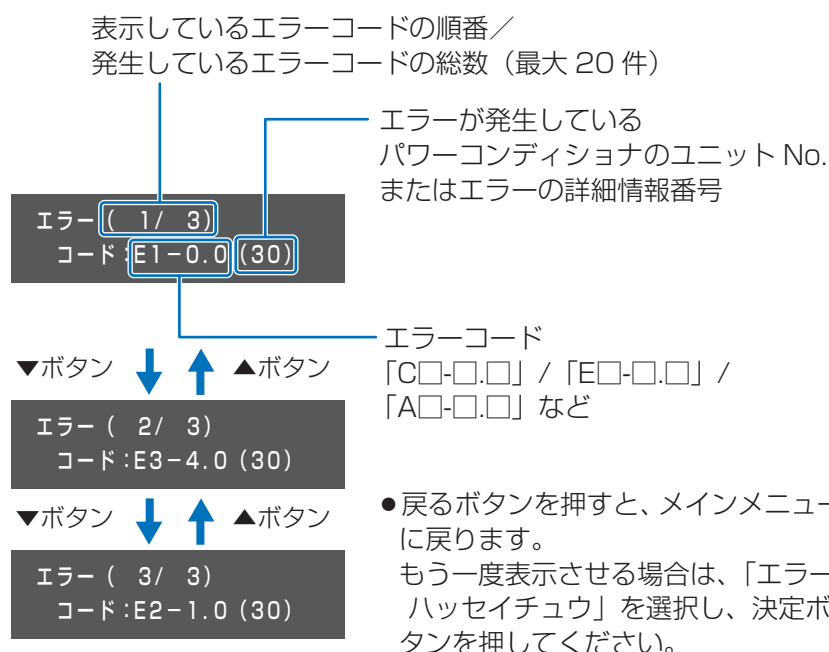 表示しているエラーコードの順番／
発生しているエラーコードの総数（最大 20 件）
エラーが発生している
パワーコンディショナのユニット No.
またはエラーの詳細情報番号
エラー(　1/　3)
コード:E1−0.0(30)
エラーコード
「C□-□.□」/「E□-□.□」/
「A□-□.□」など
▼ボタン ▲ボタン
エラー(　2/　3)
コード:E3−4.0(30)
▼ボタン ▲ボタン
エラー(　3/　3)
コード:E2−1.0(30)
●戻るボタンを押すと、メインメニュー
に戻ります。
もう一度表示させる場合は、「エラー
ハッセイチュウ」を選択し、決定ボ
タンを押してください。